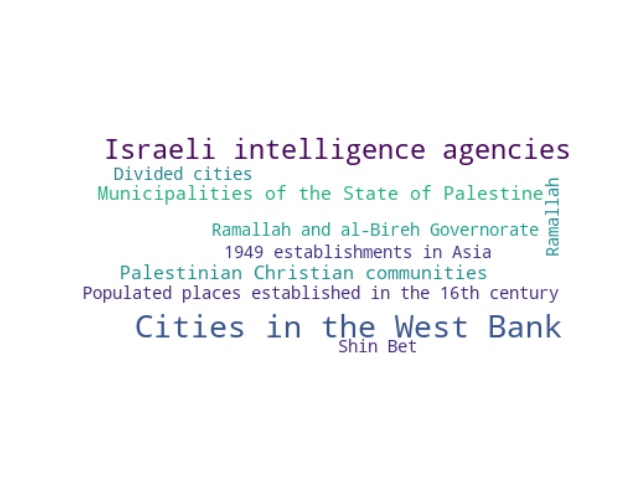 Israeli intelligence agencies
Divided cities
Municipalities of the State of Palestine
Ramallah
Ramallah and al-Bireh Governorate
1949 establishments in Asia
Palestinian Christian communities
Populated places established in the 16th century
Cities in the West Bank
Shin Bet